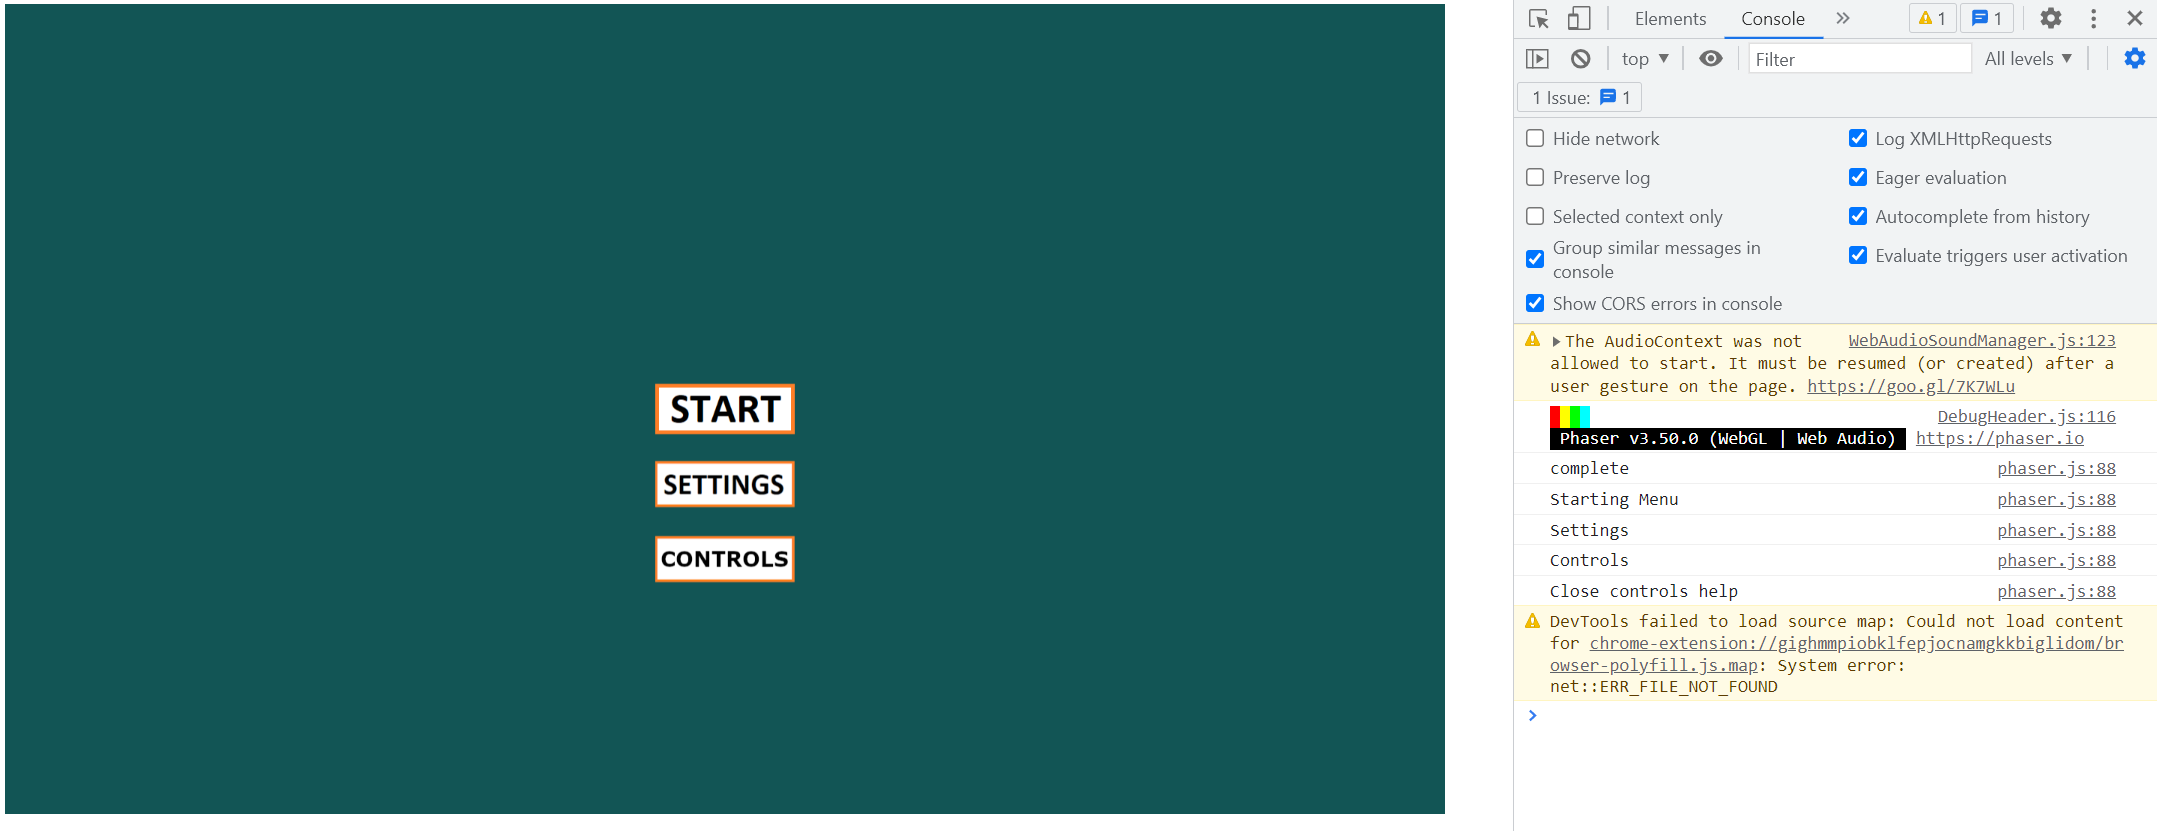 START
SETTINGS
CONTROLS
Elements Console 1 1
top Filter All levels
1 Issue: 1
Hide network Log XMLHttpRequests
Preserve log Eager evaluation
Selected context only Autocomplete from history
Group similar messages in
console
Evaluate triggers user activation
Show CORS errors in console
The AudioContext was not WebAudioSoundManager.js:123
allowed to start. It must be resumed (or created) after a
user gesture on the page. https://goo.gl/7K7WLu
DebugHeader.js:116
Phaser v3.50.0 (WebGL | Web Audio) https://phaser.io
complete phaser.js:88
Starting Menu phaser.js:88
Settings phaser.js:88
Controls phaser.js:88
Close controls help phaser.js:88
DevTools failed to load source map: Could not load content
for chrome-extension://gighmmpiobklfepjocnamgkkbiglidom/br
owser-polyfill.js.map: System error:
net::ERR_FILE_NOT_FOUND